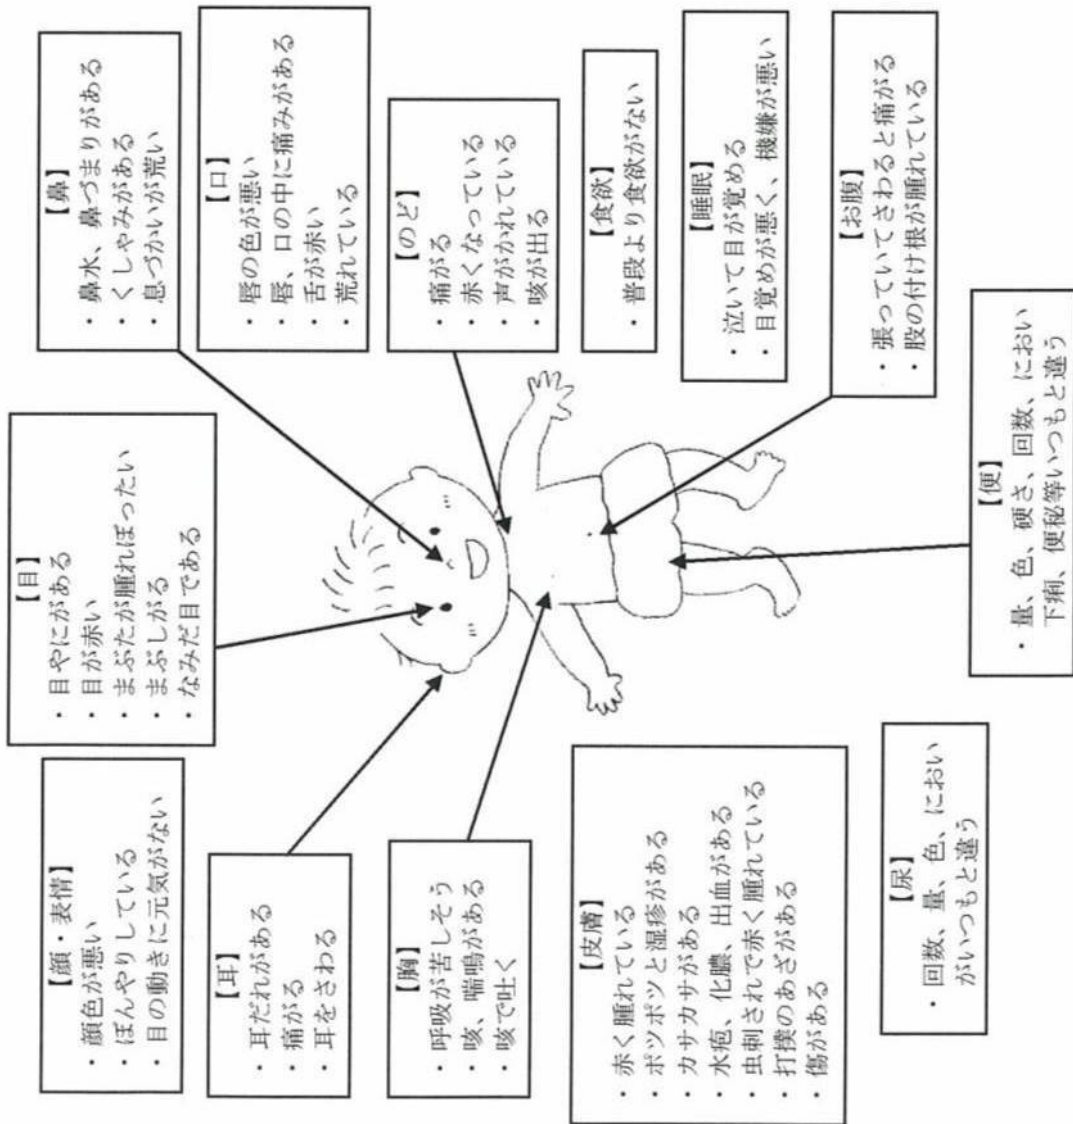 【顔・表情】
・顔色が悪い
・ぼんやりしている
・目の動きに元気がない
【目】
・目やにがある
・目が赤い
・まぶたが腫れぼったい
・まぶしがる
・なみだ目である
【鼻】
・鼻水、鼻づまりがある
・くしゃみがある
・息づかいが荒い
【耳】
・耳だれがある
・痛がる
・耳をさわる
【口】
・唇の色が悪い
・唇、口の中に痛みがある
・舌が赤い
・荒れている
【胸】
・呼吸が苦しそう
・咳、喘鳴がある
・咳で吐く
【のど】
・痛がる
・赤くなっている
・声がかれている
・咳が出る
【皮膚】
・赤く腫れている
・ポツポツと湿疹がある
・カサカサがある
・水疱、化膿、出血がある
・虫刺されで赤く腫れている
・打撲のあざがある
・傷がある
【食欲】
・普段より食欲がない
【睡眠】
・泣いて目が覚める
・目覚めが悪く、機嫌が悪い
【お腹】
・張っていてさわると痛がる
・股の付け根が腫れている
【尿】
・回数、量、色、におい
がいつもと違う
【便】
・量、色、硬さ、回数、におい
下痢、便秘等いつもと違う